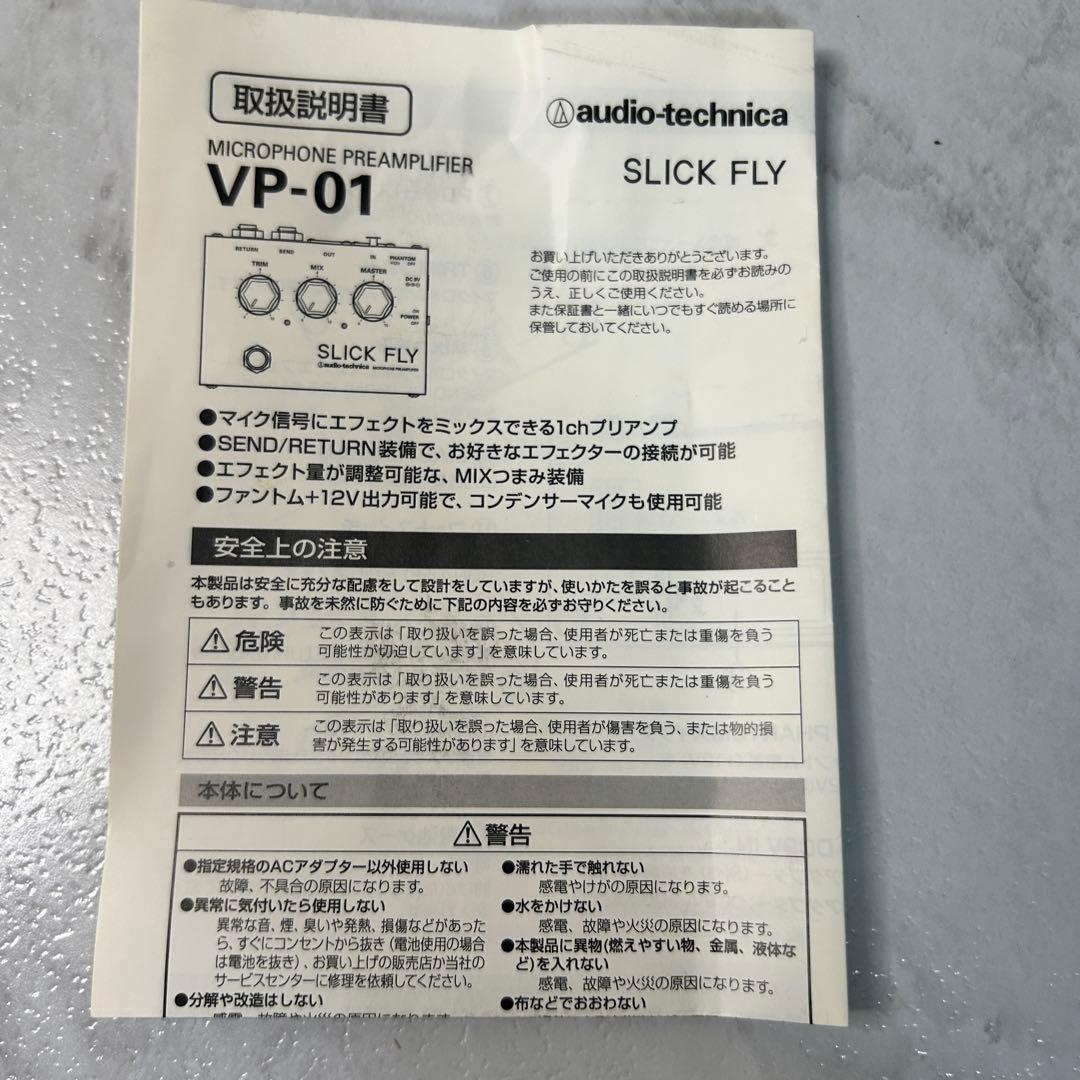 取扱説明書
audio-technica
MICROPHONE PREAMPLIFIER
VP-01
SLICK FLY
RETURN SEND OUT IN PHANTOM
TRIM MIX MASTER
DC 9V
ON
POWER
OFF
SLICK FLY
audio-technica MICROPHONE PREAMPLIFIER
お買い上げいただきありがとうございます。
ご使用の前にこの取扱説明書を必ずお読みの
うえ、正しくご使用ください。
また保証書と一緒にいつでもすぐ読める場所に
保管しておいてください。
●マイク信号にエフェクトをミックスできる1chプリアンプ
●SEND/RETURN装備で、お好きなエフェクターの接続が可能
●エフェクト量が調整可能な、MIXつまみ装備
●ファントム+12V出力可能で、コンデンサーマイクも使用可能
安全上の注意
本製品は安全に充分な配慮をして設計をしていますが、使いかたを誤ると事故が起こること
もあります。事故を未然に防ぐために下記の内容を必ずお守りください。
⚠危険 この表示は「取り扱いを誤った場合、使用者が死亡または重傷を負う
可能性が切迫しています」を意味しています。
⚠警告 この表示は「取り扱いを誤った場合、使用者が死亡または重傷を負う
可能性があります」を意味しています。
⚠注意 この表示は「取り扱いを誤った場合、使用者が傷害を負う、または物的損
害が発生する可能性があります」を意味しています。
本体について
⚠警告
●指定規格のACアダプター以外使用しない
故障、不具合の原因になります。
●異常に気付いたら使用しない
異常な音、煙、臭いや発熱、損傷などがあった
ら、すぐにコンセントから抜き(電池使用の場合
は電池を抜き)、お買い上げの販売店か当社の
サービスセンターに修理を依頼してください。
●分解や改造はしない
感電、故障や火災の原因になります。
●濡れた手で触れない
感電やけがの原因になります。
●水をかけない
感電、故障や火災の原因になります。
●本製品に異物(燃えやすい物、金属、液体な
ど)を入れない
感電、故障や火災の原因になります。
●布などでおおわない